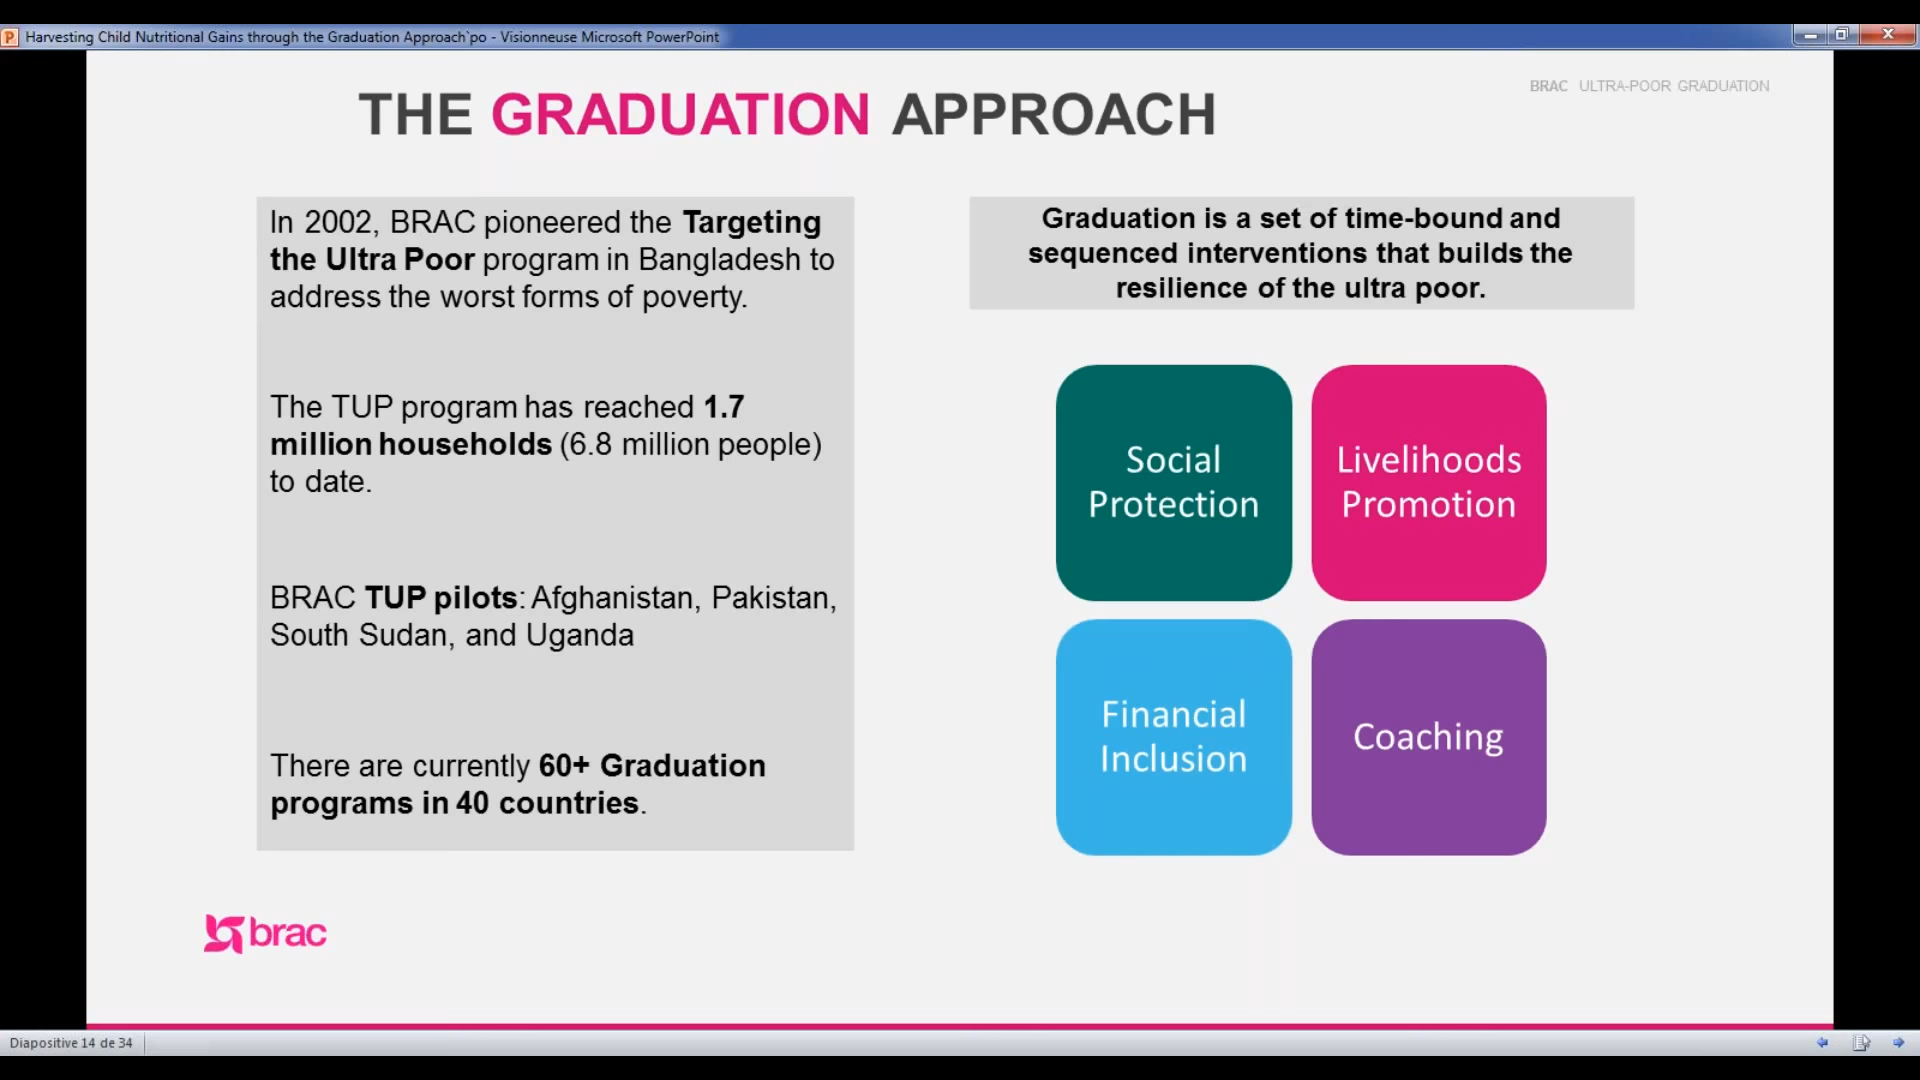 Harvesting Child Nutritional Gains through the Graduation Approach`po - Visionneuse Microsoft PowerPoint
BRAC ULTRA-POOR GRADUATION
THE GRADUATION APPROACH
In 2002, BRAC pioneered the Targeting
the Ultra Poor program in Bangladesh to
address the worst forms of poverty.
The TUP program has reached 1.7
million households (6.8 million people)
to date.
BRAC TUP pilots: Afghanistan, Pakistan,
South Sudan, and Uganda
There are currently 60+ Graduation
programs in 40 countries.
Graduation is a set of time-bound and
sequenced interventions that builds the
resilience of the ultra poor.
Social
Protection
Livelihoods
Promotion
Financial
Inclusion
Coaching
brac
Diapositive 14 de 34